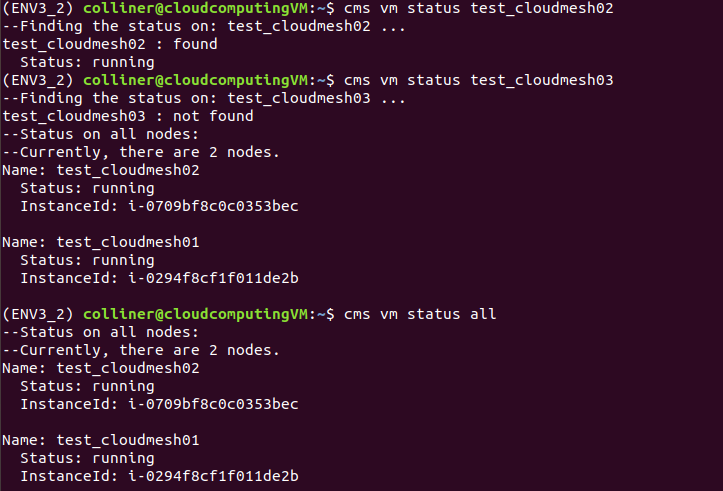 (ENV3_2) colliner@cloudcomputingVM:~$ cms vm status test_cloudmesh02
--Finding the status on: test_cloudmesh02 ...
test_cloudmesh02 : found
  Status: running
(ENV3_2) colliner@cloudcomputingVM:~$ cms vm status test_cloudmesh03
--Finding the status on: test_cloudmesh03 ...
test_cloudmesh03 : not found
--Status on all nodes:
--Currently, there are 2 nodes.
Name: test_cloudmesh02
  Status: running
  InstanceId: i-0709bf8c0c0353bec

Name: test_cloudmesh01
  Status: running
  InstanceId: i-0294f8cf1f011de2b

(ENV3_2) colliner@cloudcomputingVM:~$ cms vm status all
--Status on all nodes:
--Currently, there are 2 nodes.
Name: test_cloudmesh02
  Status: running
  InstanceId: i-0709bf8c0c0353bec

Name: test_cloudmesh01
  Status: running
  InstanceId: i-0294f8cf1f011de2b